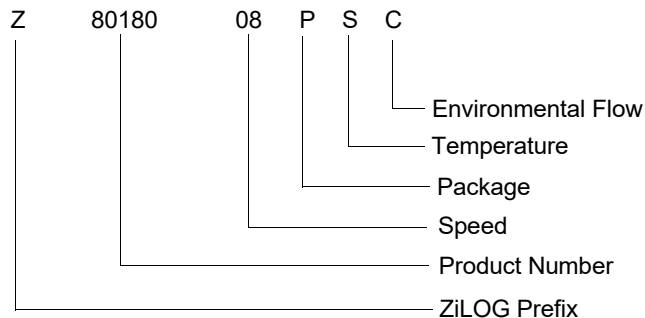 Z 80180 08 P S C
Environmental Flow
Temperature
Package
Speed
Product Number
ZiLOG Prefix